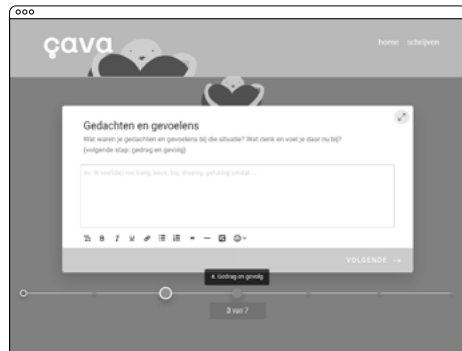 çava
home schrijven
Gedachten en gevoelens
Wat waren je gedachten en gevoelens bij die situatie? Wat denk en voel je daar nu bij?
(volgende stap: gedrag en gevolg)
VOLGENDE →
4. Gedrag en gevolg
3 van 7